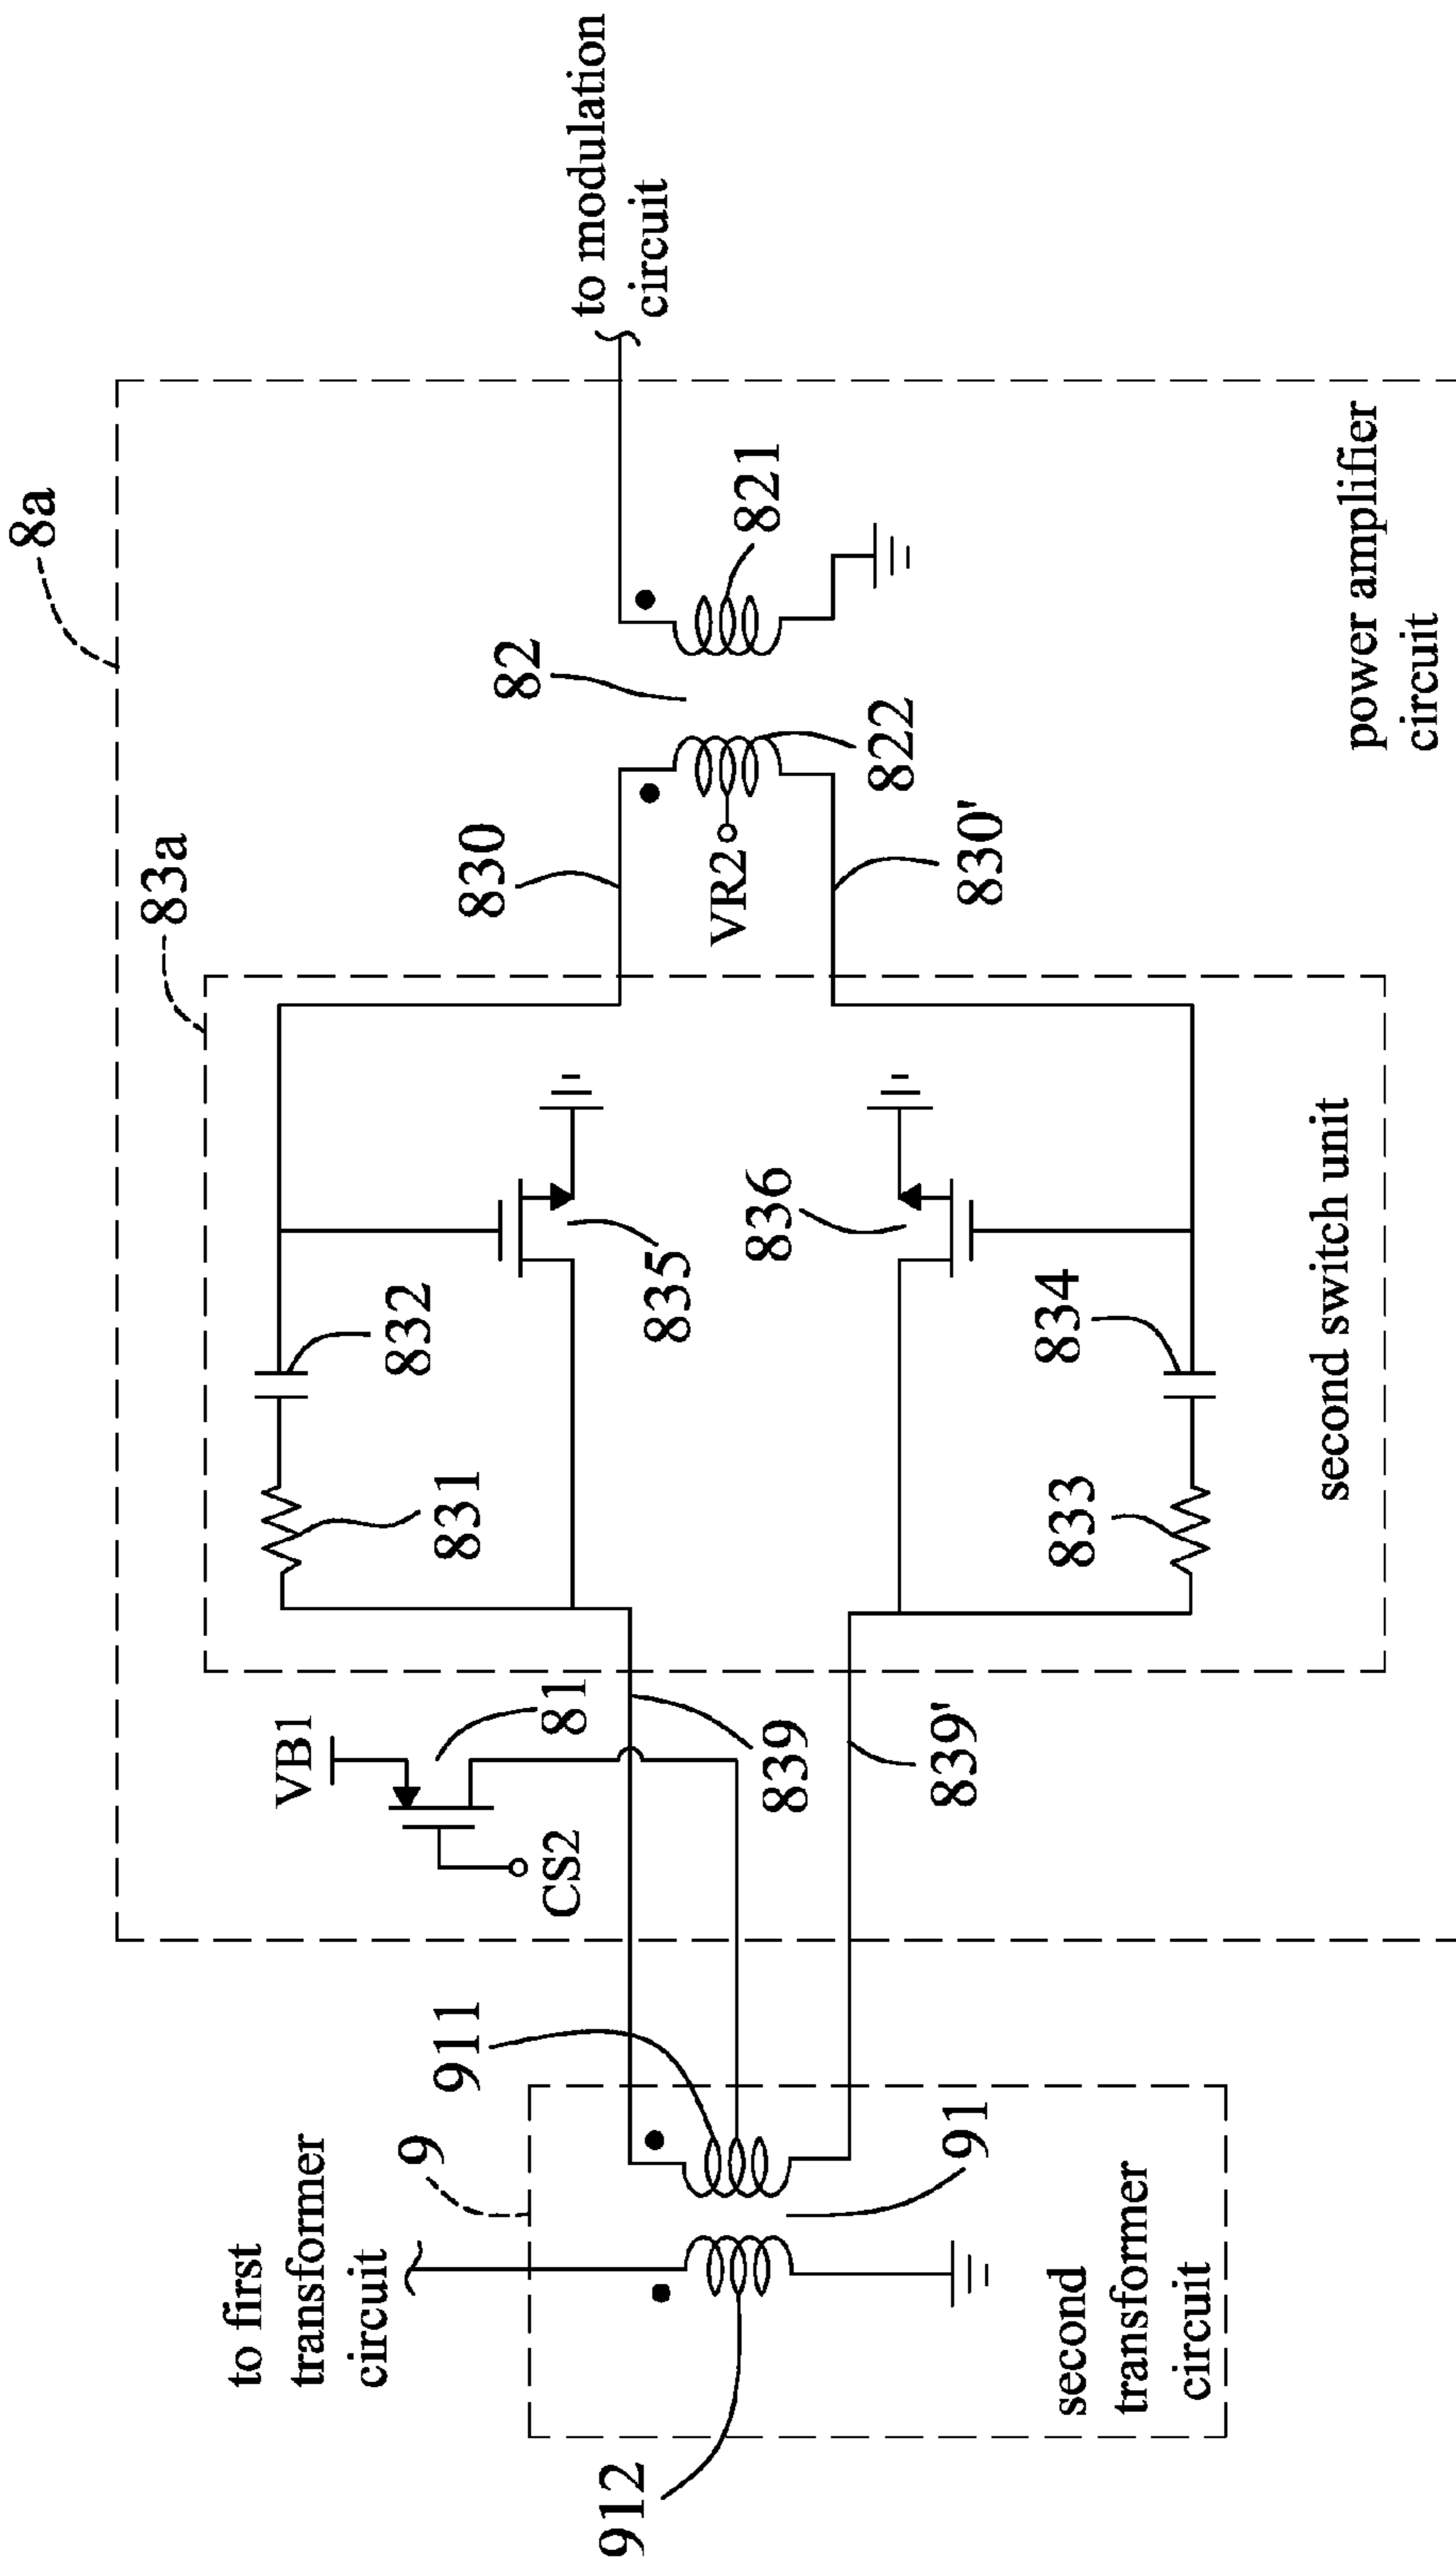 8a
83a
to modulation
circuit
830
82
821
VR2
822
830'
832
831
835
836
834
833
second switch unit
power amplifier
circuit
VB1
81
CS2
839
839'
911
9
to first
transformer
circuit
91
912
second
transformer
circuit